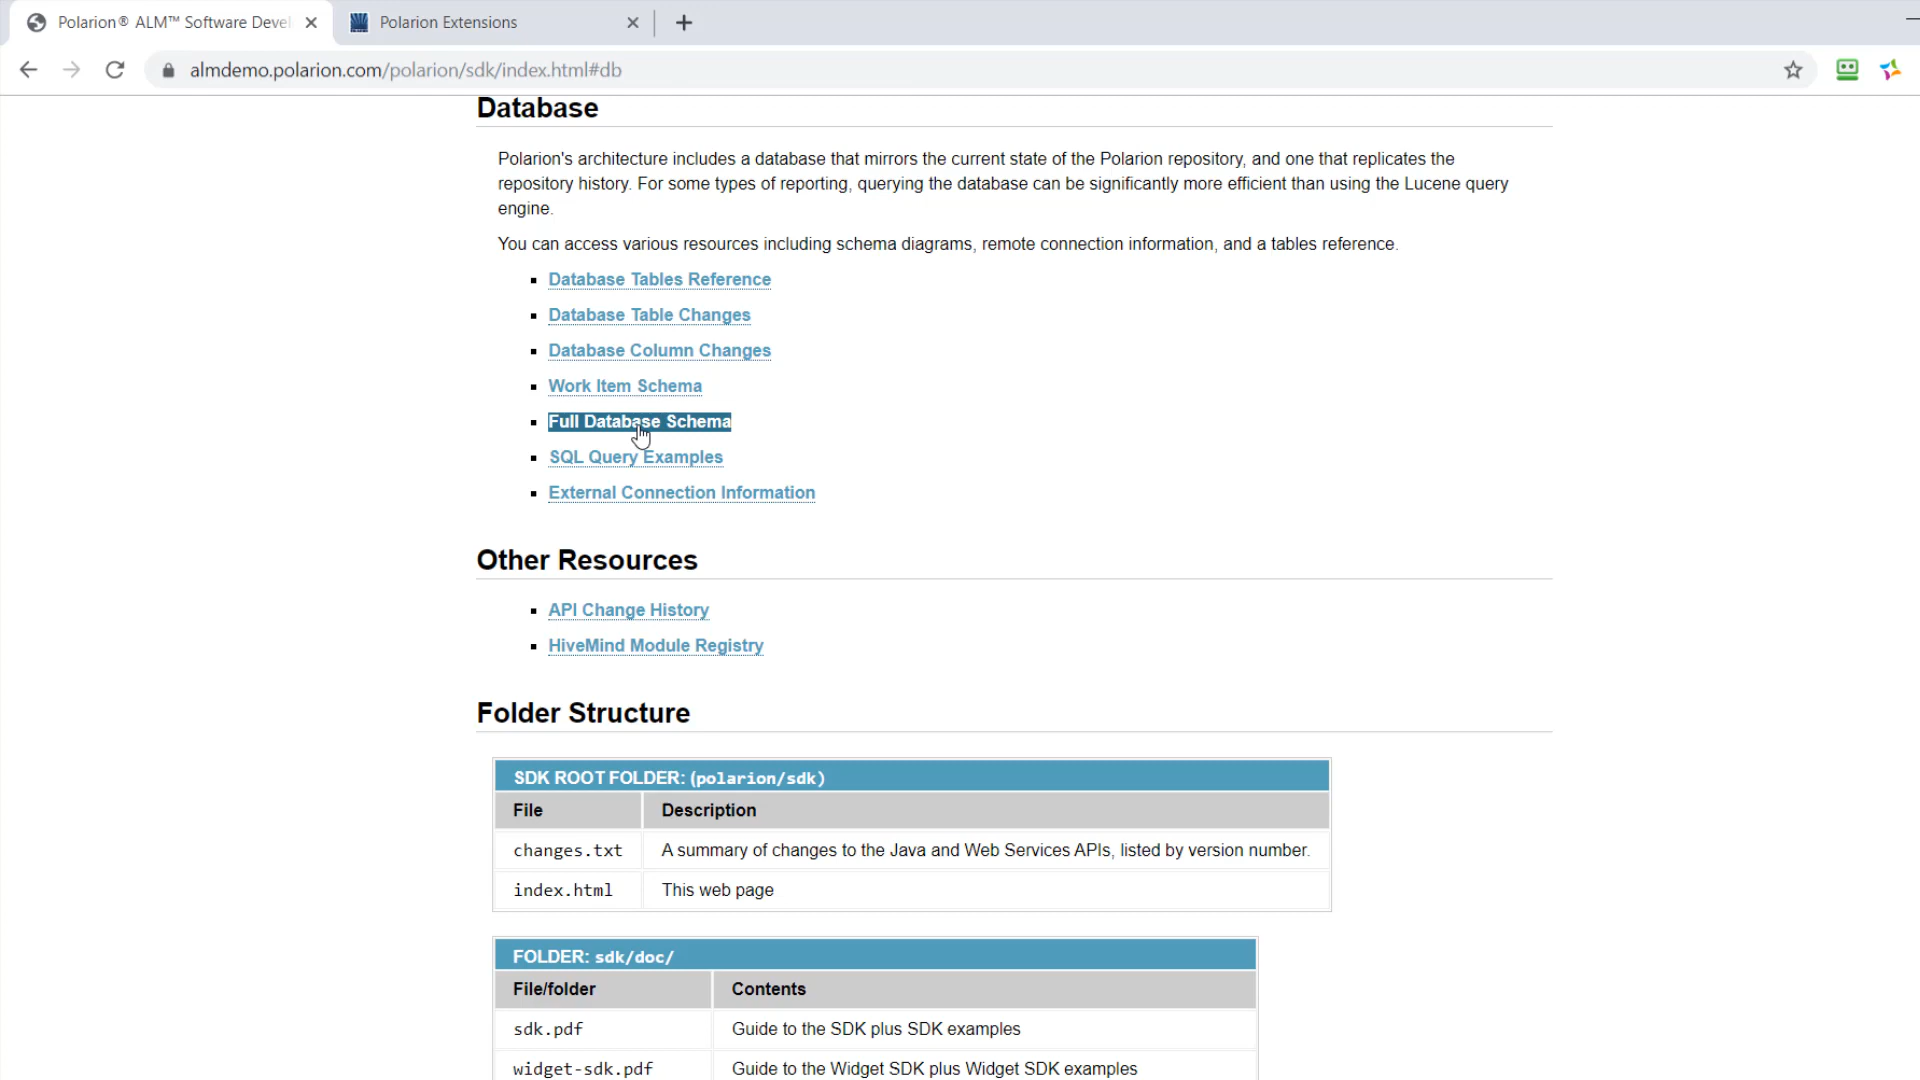 Polarion® ALM™ Software Deve
Polarion Extensions
almdemo.polarion.com/polarion/sdk/index.html#db
Database
Polarion's architecture includes a database that mirrors the current state of the Polarion repository, and one that replicates the
repository history. For some types of reporting, querying the database can be significantly more efficient than using the Lucene query
engine.
You can access various resources including schema diagrams, remote connection information, and a tables reference.
Database Tables Reference
Database Table Changes
Database Column Changes
Work Item Schema
Full Database Schema
SQL Query Examples
External Connection Information
Other Resources
API Change History
HiveMind Module Registry
Folder Structure
SDK ROOT FOLDER: (polarion/sdk)
File Description
changes.txt A summary of changes to the Java and Web Services APIs, listed by version number.
index.html This web page
FOLDER: sdk/doc/
File/folder Contents
sdk.pdf Guide to the SDK plus SDK examples
widget-sdk.pdf Guide to the Widget SDK plus Widget SDK examples